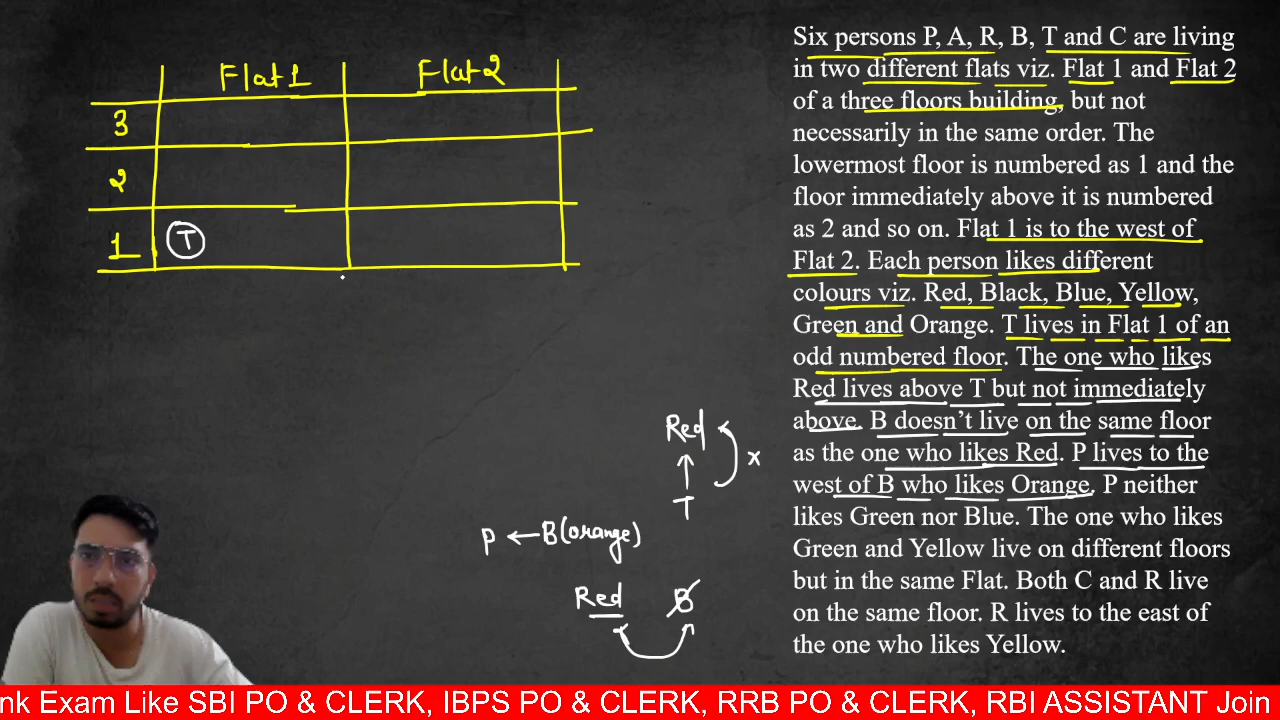 Flat 1 Flat 2
3
2
1 T
Red
x
T
P ← B(orange)
Red B
Six persons P, A, R, B, T and C are living
in two different flats viz. Flat 1 and Flat 2
of a three floors building, but not
necessarily in the same order. The
lowermost floor is numbered as 1 and the
floor immediately above it is numbered
as 2 and so on. Flat 1 is to the west of
Flat 2. Each person likes different
colours viz. Red, Black, Blue, Yellow,
Green and Orange. T lives in Flat 1 of an
odd numbered floor. The one who likes
Red lives above T but not immediately
above. B doesn’t live on the same floor
as the one who likes Red. P lives to the
west of B who likes Orange. P neither
likes Green nor Blue. The one who likes
Green and Yellow live on different floors
but in the same Flat. Both C and R live
on the same floor. R lives to the east of
the one who likes Yellow.
nk Exam Like SBI PO & CLERK, IBPS PO & CLERK, RRB PO & CLERK, RBI ASSISTANT Join